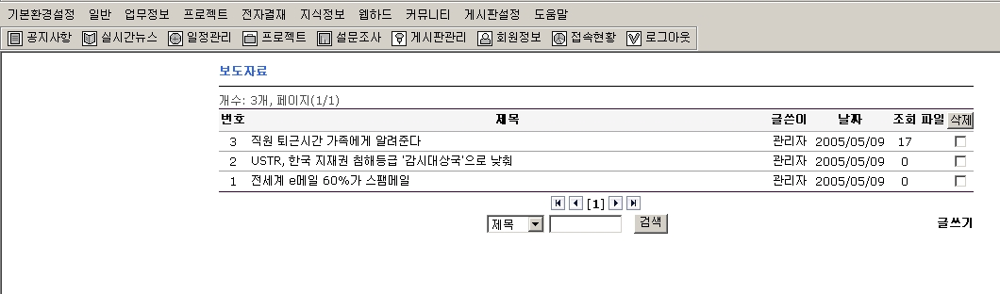 기본환경설정 일반 업무정보 프로젝트 전자결재 지식정보 웹하드 커뮤니티 게시판설정 도움말
공지사항 실시간뉴스 일정관리 프로젝트 설문조사 게시판관리 회원정보 접속현황 로그아웃
보도자료
개수: 3개, 페이지(1/1)
번호 제목 글쓴이 날짜 조회 파일 삭제
3 직원 퇴근시간 가족에게 알려준다 관리자 2005/05/09 17
2 USTR, 한국 지재권 침해등급 '감시대상국'으로 낮춰 관리자 2005/05/09 0
1 전세계 e메일 60%가 스팸메일 관리자 2005/05/09 0
[1]
제목 검색 글쓰기